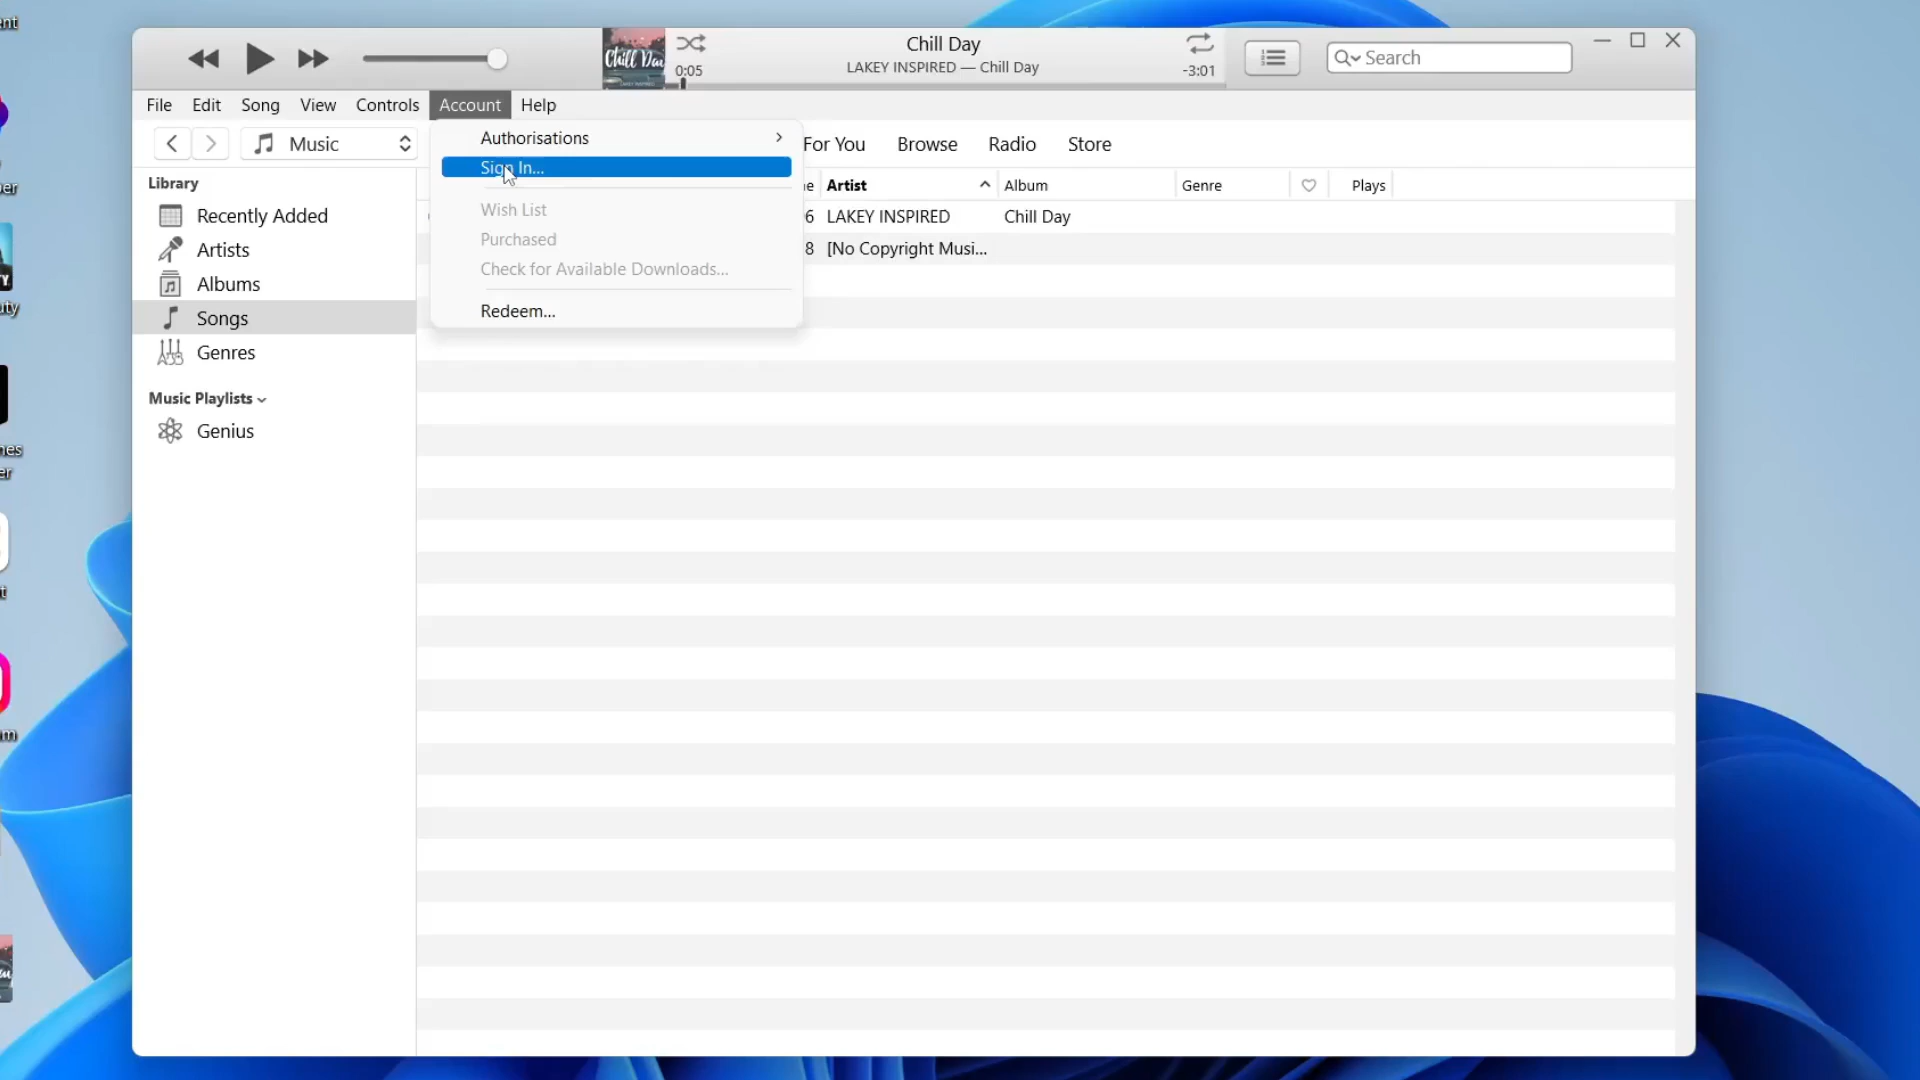 Chill Day
0:05
Chill Day
LAKEY INSPIRED — Chill Day
-3:01
Search
File Edit Song View Controls Account Help
Music
For You Browse Radio Store
Authorisations
Sign In...
Wish List
Purchased
Check for Available Downloads...
Redeem...
Library
Recently Added
Artists
Albums
Songs
Genres
Music Playlists
Genius
Artist Album Genre Plays
6 LAKEY INSPIRED Chill Day
8 [No Copyright Musi...